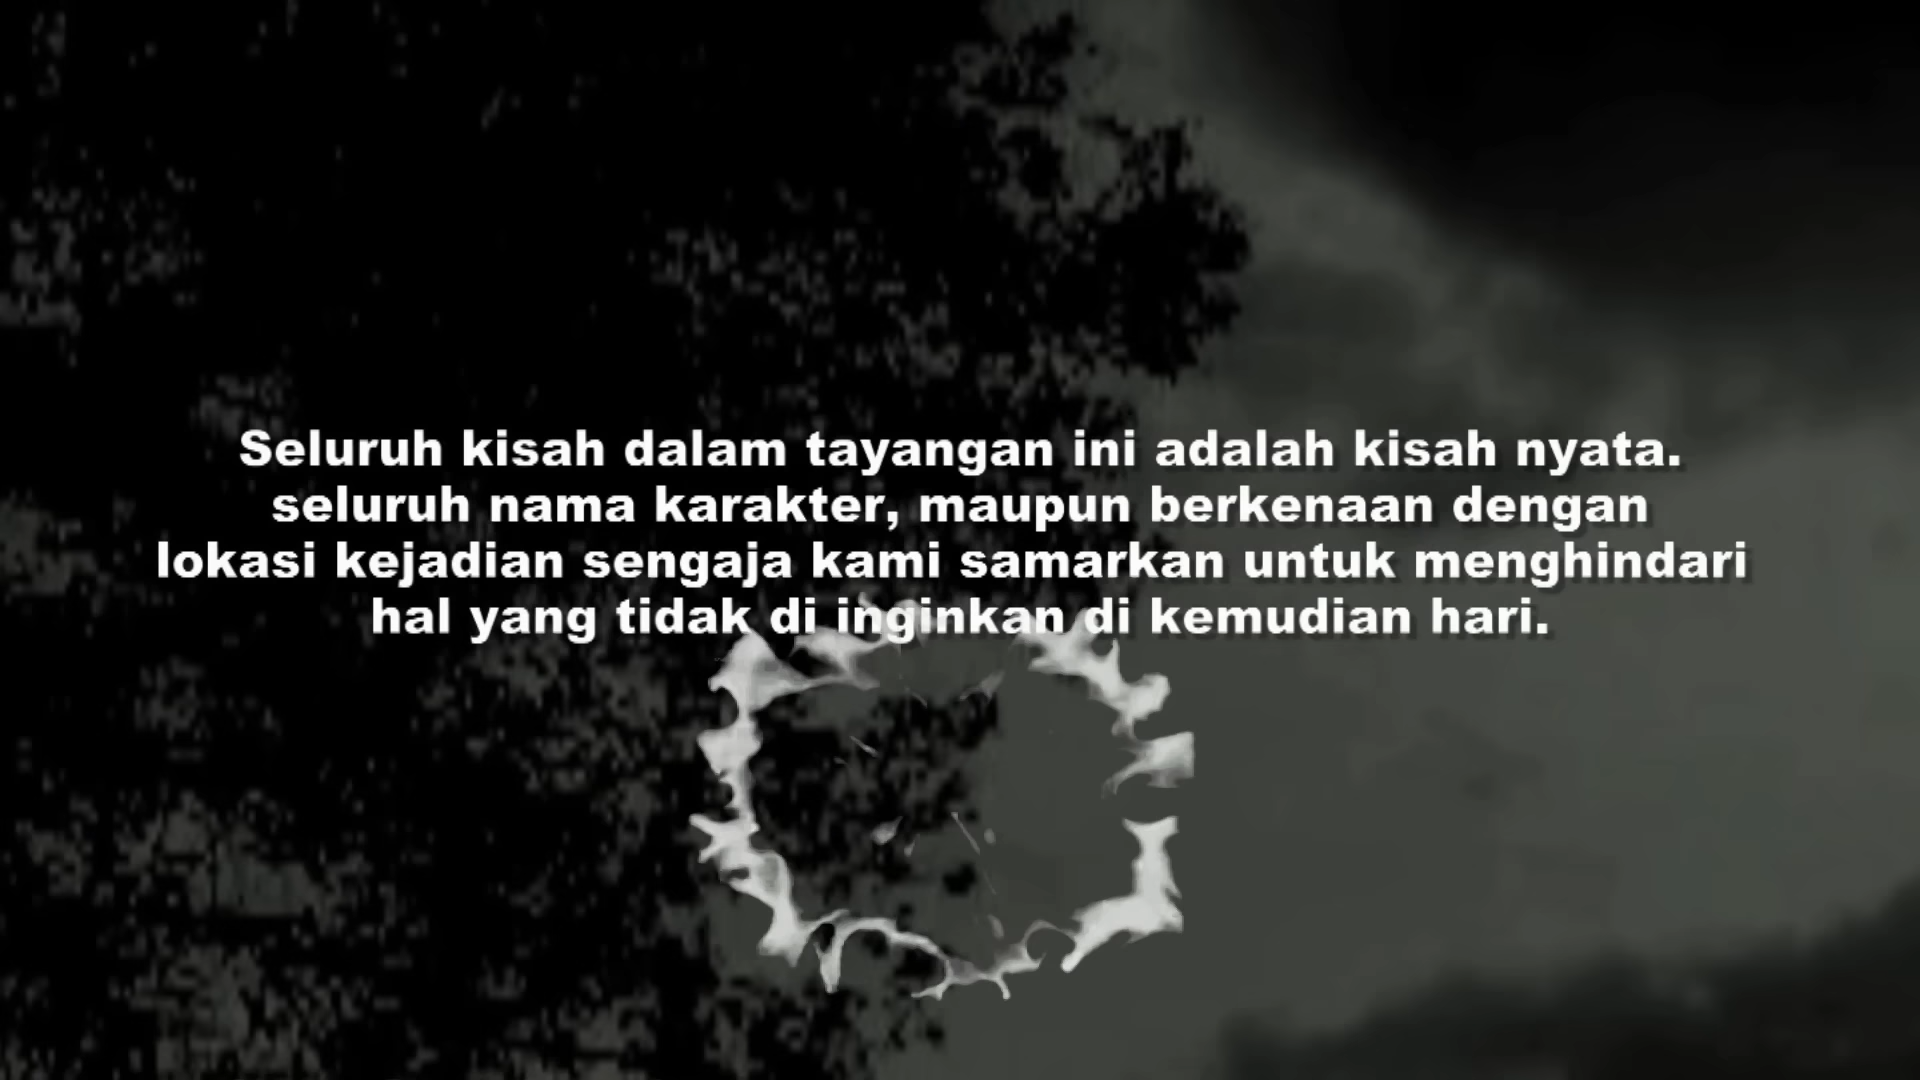 Seluruh kisah dalam tayangan ini adalah kisah nyata.
seluruh nama karakter, maupun berkenaan dengan
lokasi kejadian sengaja kami samarkan untuk menghindari
hal yang tidak di inginkan di kemudian hari.